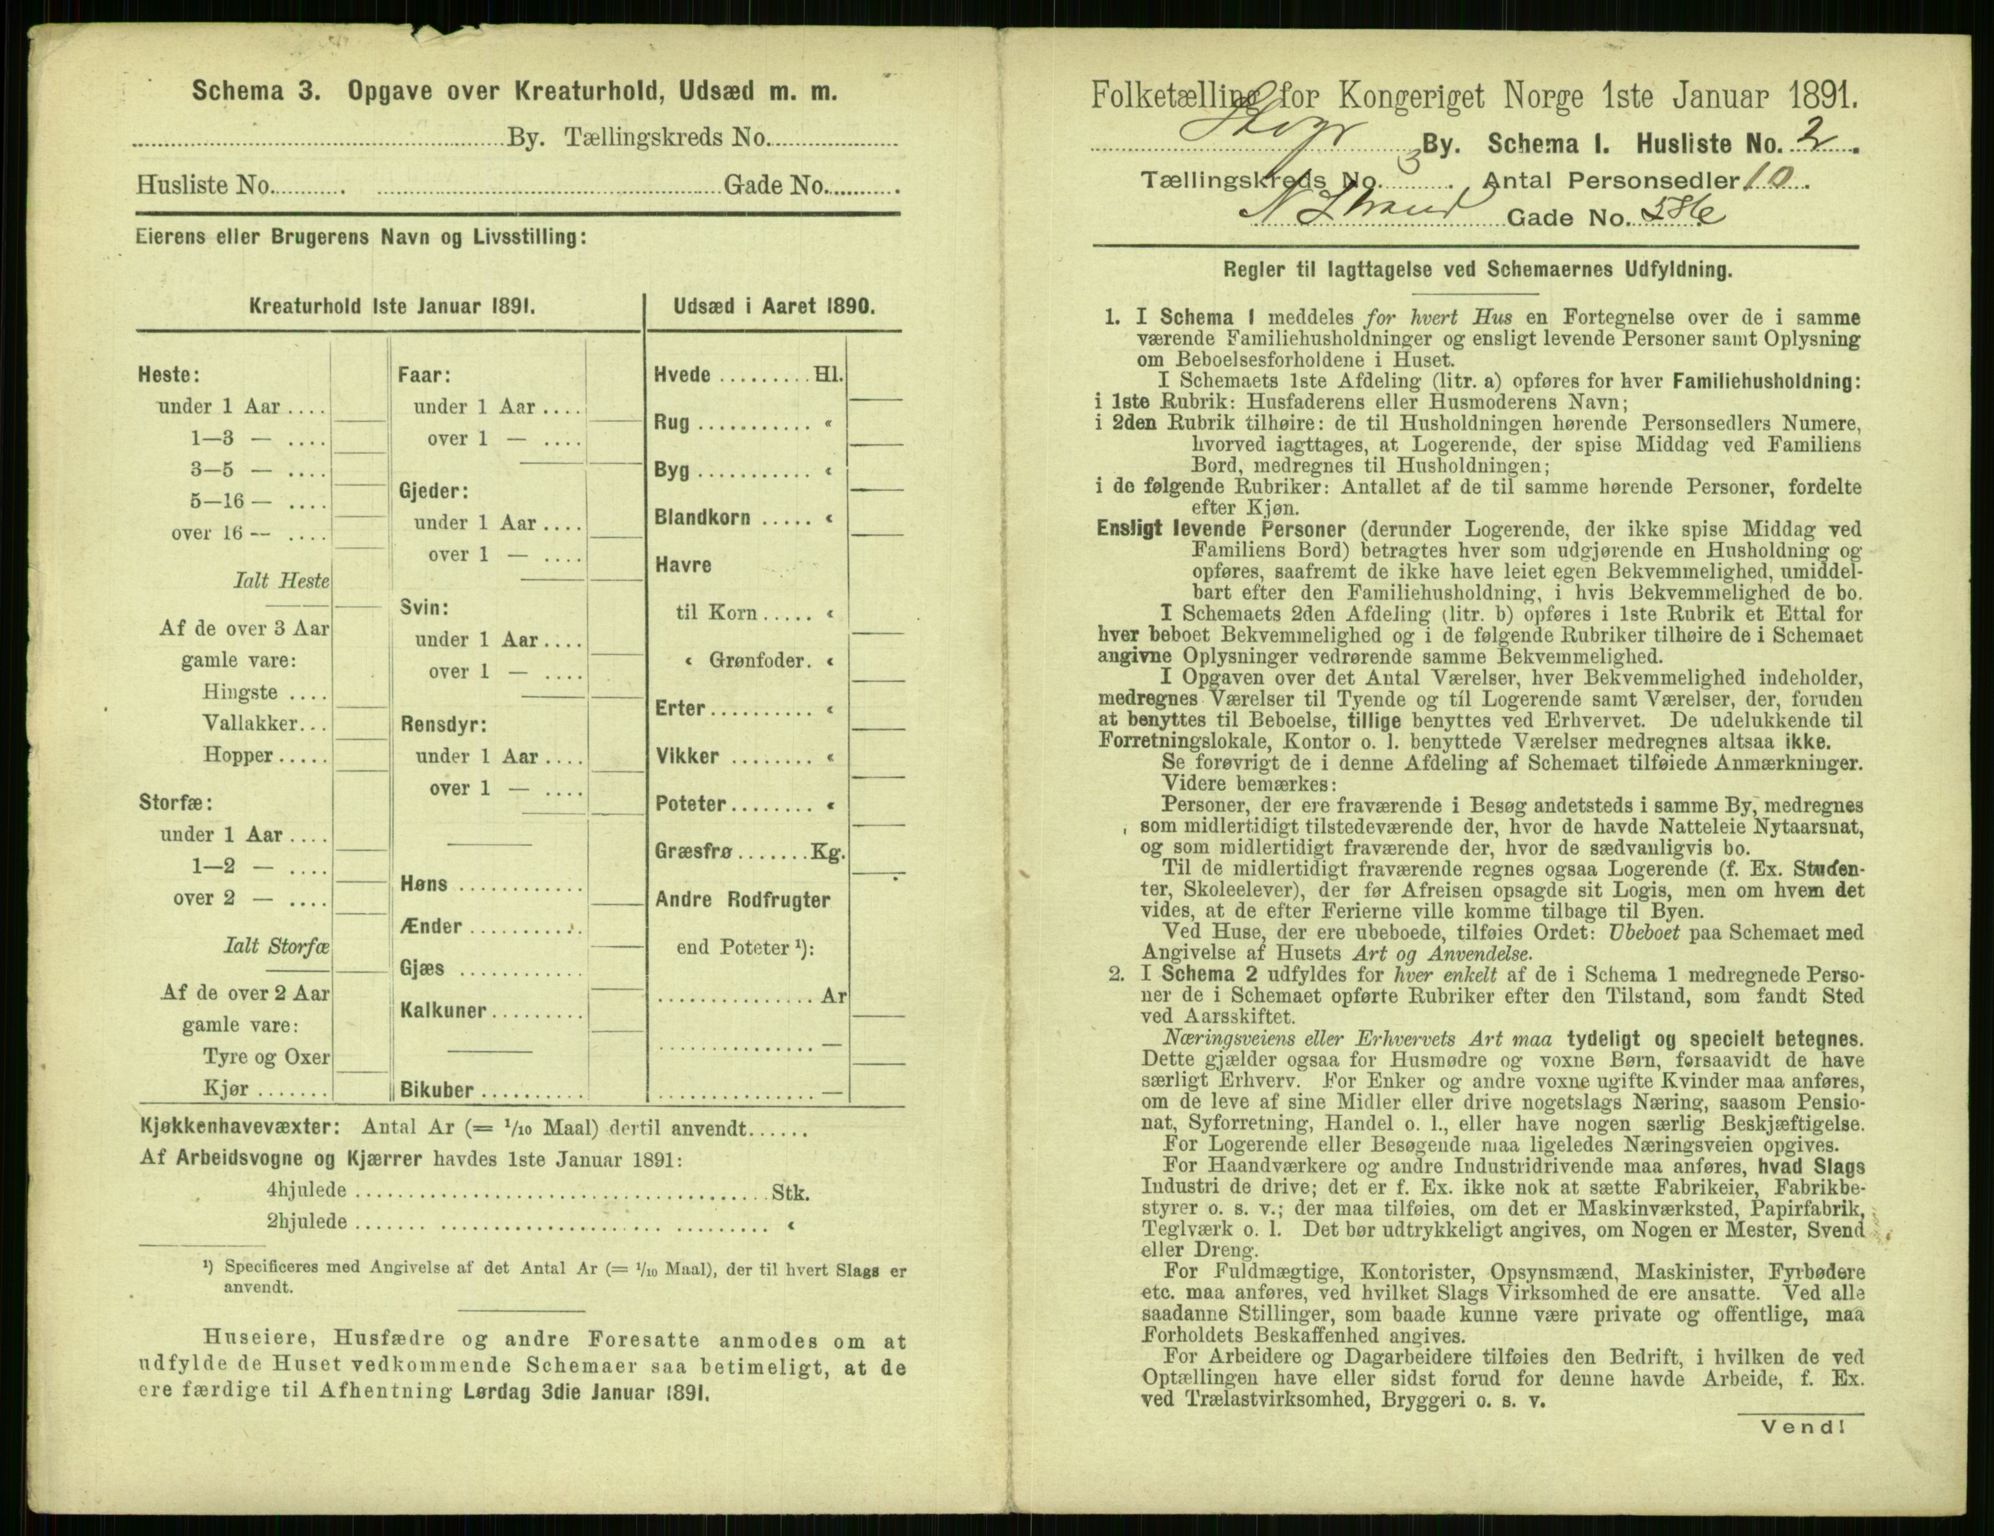 Schema 3. Opgave over Kreaturhold, Udsæd m. m.
By. Tællingskreds No.
Husliste No. Gade No.
Eierens eller Brugerens Navn og Livsstilling:
Kreaturhold 1ste Januar 1891.
Heste:
under 1 Aar ....
1—3 — ....
3—5 — ....
5—16 — ....
over 16 — ....
Ialt Heste
Af de over 3 Aar
gamle vare:
Hingste ....
Vallakker...
Hopper.....
Storfæ:
under 1 Aar ....
1—2 — ....
over 2 — ....
Ialt Storfæ
Af de over 2 Aar
gamle vare:
Tyre og Oxer
Kjør .......
Faar:
under 1 Aar ....
over 1 — ....
Gjeder:
under 1 Aar ....
over 1 — ....
Svin:
under 1 Aar ....
over 1 — ....
Rensdyr:
under 1 Aar ....
over 1 — ....
Høns ............
Ænder ...........
Gjæs ............
Kalkuner.........
Bikuber ..........
Udsæd i Aaret 1890.
Hvede ......... Hl.
Rug ........... «
Byg ........... «
Blandkorn ..... «
Havre
til Korn ..... «
« Grønfoder. «
Erter.......... «
Vikker ........ «
Poteter........ «
Græsfrø....... Kg.
Andre Rodfrugter
end Poteter ¹):
............... Ar
............... —
............... —
Kjøkkenhavevæxter: Antal Ar (= 1/10 Maal) dertil anvendt......
Af Arbeidsvogne og Kjærrer havdes 1ste Januar 1891:
4hjulede ....................................... Stk.
2hjulede ....................................... «
¹) Specificeres med Angivelse af det Antal Ar (= 1/10 Maal), der til hvert Slags er
anvendt.
Huseiere, Husfædre og andre Foresatte anmodes om at
udfylde de Huset vedkommende Schemaer saa betimeligt, at de
ere færdige til Afhentning Lørdag 3die Januar 1891.
Folketælling for Kongeriget Norge 1ste Januar 1891.
By. Schema 1. Husliste No. 2.
Tællingskreds No. 3. Antal Personsedler 10.
N Strand Gade No. 58
Regler til Iagttagelse ved Schemaernes Udfyldning.
1. I Schema 1 meddeles for hvert Hus en Fortegnelse over de i samme
værende Familiehusholdninger og ensligt levende Personer samt Oplysning
om Beboelsesforholdene i Huset.
I Schemaets 1ste Afdeling (litr. a) opføres for hver Familiehusholdning:
i 1ste Rubrik: Husfaderens eller Husmoderens Navn;
i 2den Rubrik tilhøire: de til Husholdningen hørende Personsedlers Numere,
hvorved iagttages, at Logerende, der spise Middag ved Familiens
Bord, medregnes til Husholdningen;
i de følgende Rubriker: Antallet af de til samme hørende Personer, fordelte
efter Kjøn.
Ensligt levende Personer (derunder Logerende, der ikke spise Middag ved
Familiens Bord) betragtes hver som udgjørende en Husholdning og
opføres, saafremt de ikke have leiet egen Bekvemmelighed, umiddel-
bart efter den Familiehusholdning, i hvis Bekvemmelighed de bo.
I Schemaets 2den Afdeling (litr. b) opføres i 1ste Rubrik et Ettal for
hver beboet Bekvemmelighed og i de følgende Rubriker tilhøire de i Schemaet
angivne Oplysninger vedrørende samme Bekvemmelighed.
I Opgaven over det Antal Værelser, hver Bekvemmelighed indeholder,
medregnes Værelser til Tyende og til Logerende samt Værelser, der, foruden
at benyttes til Beboelse, tillige benyttes ved Erhvervet. De udelukkende til
Forretningslokale, Kontor o. l. benyttede Værelser medregnes altsaa ikke.
Se forøvrigt de i denne Afdeling af Schemaet tilføiede Anmærkninger.
Videre bemærkes:
Personer, der ere fraværende i Besøg andetsteds i samme By, medregnes
som midlertidigt tilstedeværende der, hvor de havde Natteleie Nytaarsnat,
og som midlertidigt fraværende der, hvor de sædvanligvis bo.
Til de midlertidigt fraværende regnes ogsaa Logerende (f. Ex. Studen-
ter, Skoleelever), der før Afreisen opsagde sit Logis, men om hvem det
vides, at de efter Ferierne ville komme tilbage til Byen.
Ved Huse, der ere ubeboede, tilføies Ordet: Ubeboet paa Schemaet med
Angivelse af Husets Art og Anvendelse.
2. I Schema 2 udfyldes for hver enkelt af de i Schema 1 medregnede Perso-
ner de i Schemaet opførte Rubriker efter den Tilstand, som fandt Sted
ved Aarsskiftet.
Næringsveiens eller Erhvervets Art maa tydeligt og specielt betegnes.
Dette gjælder ogsaa for Husmødre og voxne Børn, forsaavidt de have
særligt Erhverv. For Enker og andre voxne ugifte Kvinder maa anføres,
om de leve af sine Midler eller drive nogetslags Næring, saasom Pensio-
nat, Syforretning, Handel o. l., eller have nogen særlig Beskjæftigelse.
For Logerende eller Besøgende maa ligeledes Næringsveien opgives.
For Haandværkere og andre Industridrivende maa anføres, hvad Slags
Industri de drive; det er f. Ex. ikke nok at sætte Fabrikeier, Fabrikbe-
styrer o. s. v.; der maa tilføies, om det er Maskinværksted, Papirfabrik,
Teglværk o. l. Det bør udtrykkeligt angives, om Nogen er Mester, Svend
eller Dreng.
For Fuldmægtige, Kontorister, Opsynsmænd, Maskinister, Fyrbødere
etc. maa anføres, ved hvilket Slags Virksomhed de ere ansatte. Ved alle
saadanne Stillinger, som baade kunne være private og offentlige, maa
Forholdets Beskaffenhed angives.
For Arbeidere og Dagarbeidere tilføies den Bedrift, i hvilken de ved
Optællingen have eller sidst forud for denne havde Arbeide, f. Ex.
ved Trælastvirksomhed, Bryggeri o. s. v.
Vend!